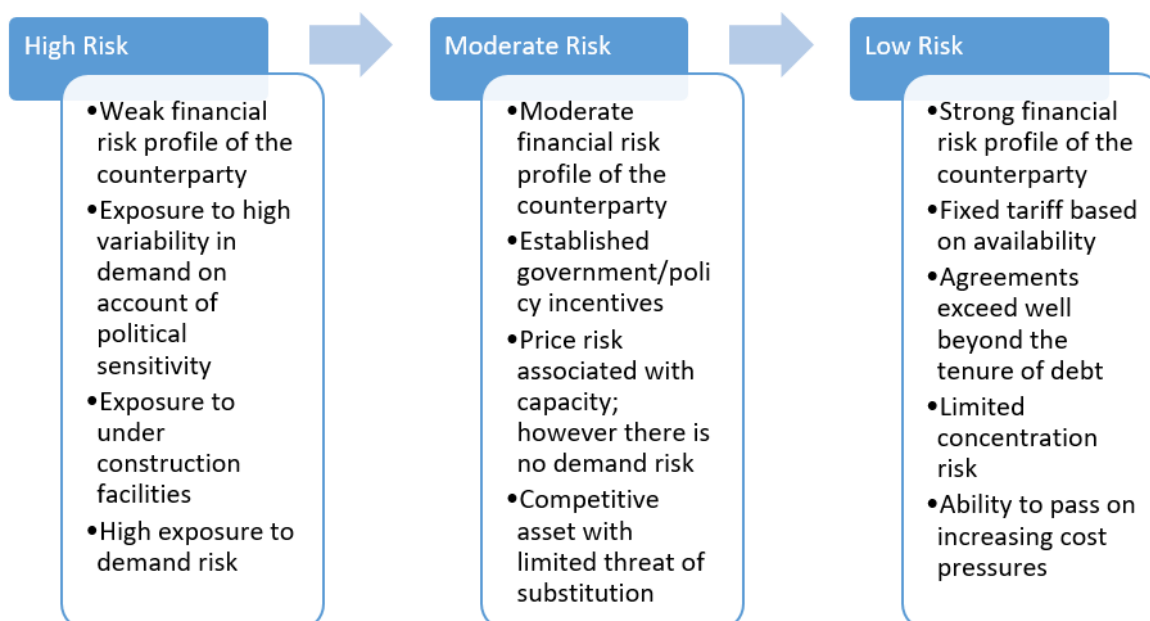 High Risk
•Weak financial
risk profile of the
counterparty
•Exposure to high
variability in
demand on
account of
political
sensitivity
•Exposure to
under
construction
facilities
•High exposure to
demand risk
Moderate Risk
•Moderate
financial risk
profile of the
counterparty
•Established
government/poli
cy incentives
•Price risk
associated with
capacity;
however there is
no demand risk
•Competitive
asset with
limited threat of
substitution
Low Risk
•Strong financial
risk profile of the
counterparty
•Fixed tariff based
on availability
•Agreements
exceed well
beyond the
tenure of debt
•Limited
concentration
risk
•Ability to pass on
increasing cost
pressures